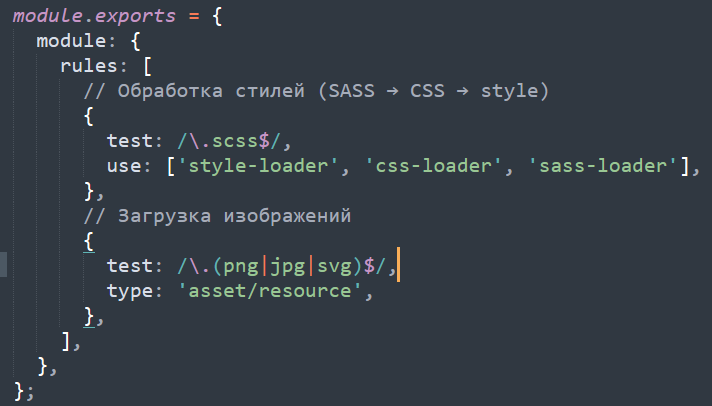 module.exports = {
module: {
rules: [
// Обработка стилей (SASS → CSS → style)
{
test: /\.scss$/,
use: ['style-loader', 'css-loader', 'sass-loader'],
},
// Загрузка изображений
{
test: /\.(png|jpg|svg)$/,
type: 'asset/resource',
},
],
},
};